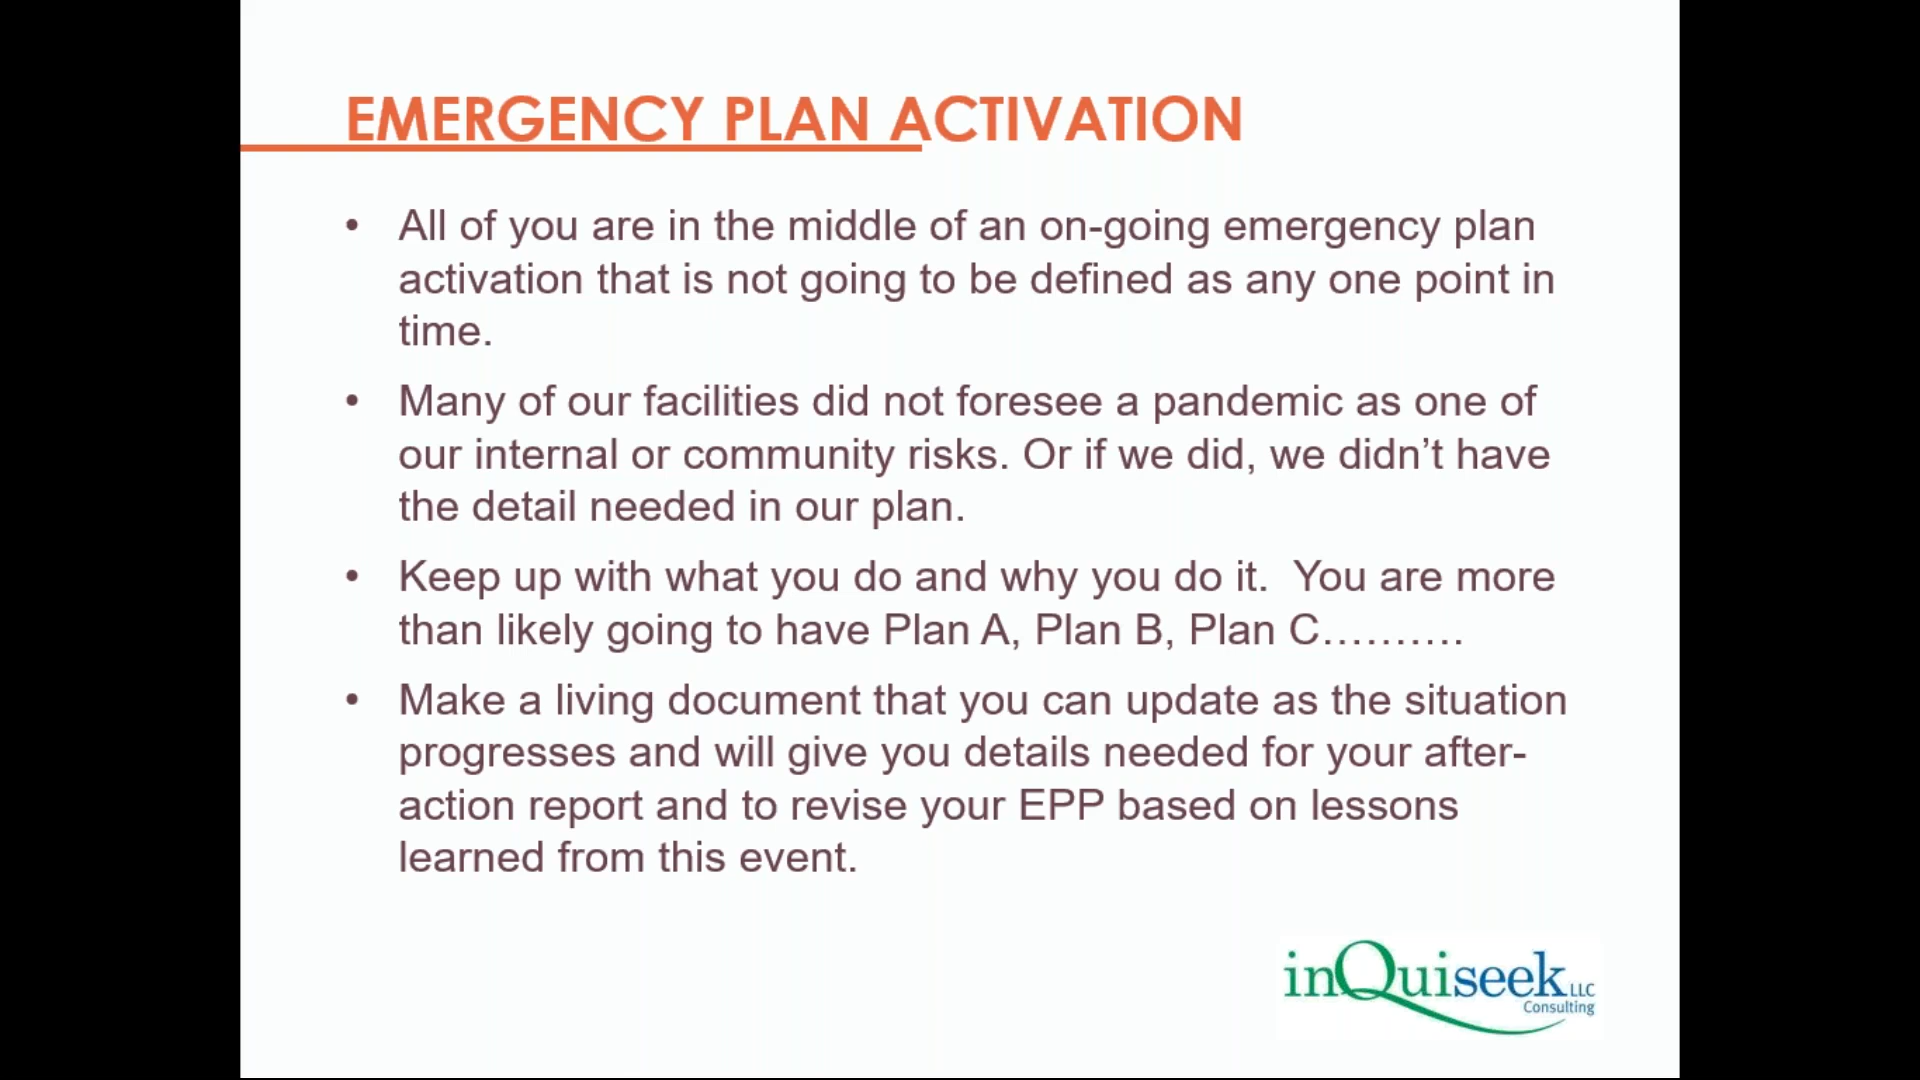 EMERGENCY PLAN ACTIVATION
• All of you are in the middle of an on-going emergency plan
activation that is not going to be defined as any one point in
time.
• Many of our facilities did not foresee a pandemic as one of
our internal or community risks. Or if we did, we didn’t have
the detail needed in our plan.
• Keep up with what you do and why you do it.  You are more
than likely going to have Plan A, Plan B, Plan C……….
• Make a living document that you can update as the situation
progresses and will give you details needed for your after-
action report and to revise your EPP based on lessons
learned from this event.
inQuiseek LLC
Consulting